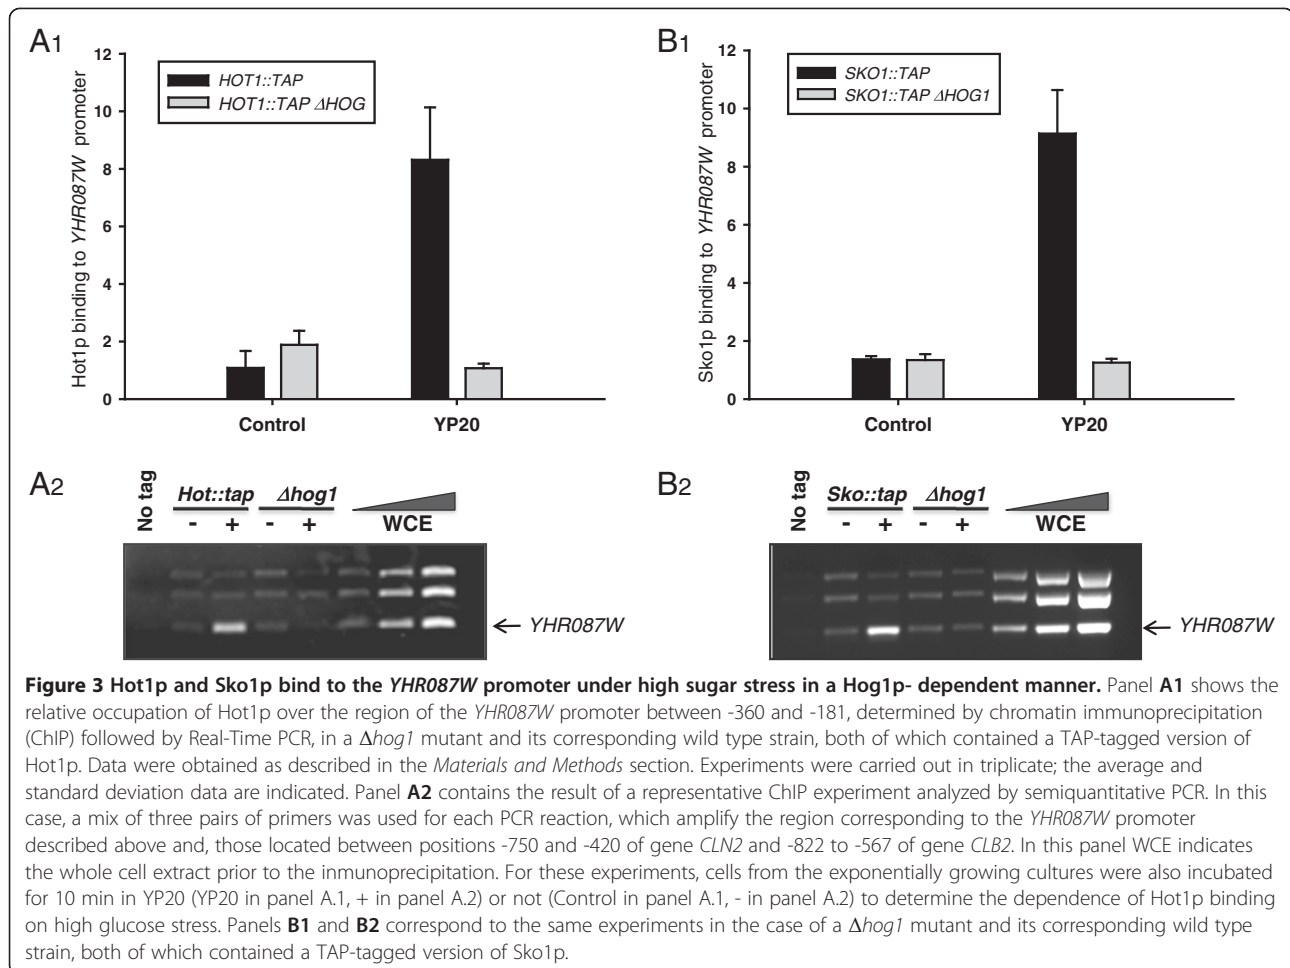 A1
12
10
8
6
4
2
0
Hot1p binding to YHR087W promoter
HOT1::TAP
HOT1::TAP ΔHOG
Control
YP20
B1
12
10
8
6
4
2
0
Sko1p binding to YHR087W promoter
SKO1::TAP
SKO1::TAP ΔHOG1
Control
YP20
A2
No tag
Hot::tap
Δhog1
- + - +
WCE
YHR087W
B2
No tag
Sko::tap
Δhog1
- + - +
WCE
YHR087W
Figure 3 Hot1p and Sko1p bind to the YHR087W promoter under high sugar stress in a Hog1p- dependent manner. Panel A1 shows the
relative occupation of Hot1p over the region of the YHR087W promoter between -360 and -181, determined by chromatin immunoprecipitation
(ChIP) followed by Real-Time PCR, in a Δhog1 mutant and its corresponding wild type strain, both of which contained a TAP-tagged version of
Hot1p. Data were obtained as described in the Materials and Methods section. Experiments were carried out in triplicate; the average and
standard deviation data are indicated. Panel A2 contains the result of a representative ChIP experiment analyzed by semiquantitative PCR. In this
case, a mix of three pairs of primers was used for each PCR reaction, which amplify the region corresponding to the YHR087W promoter
described above and, those located between positions -750 and -420 of gene CLN2 and -822 to -567 of gene CLB2. In this panel WCE indicates
the whole cell extract prior to the inmunoprecipitation. For these experiments, cells from the exponentially growing cultures were also incubated
for 10 min in YP20 (YP20 in panel A.1, + in panel A.2) or not (Control in panel A.1, - in panel A.2) to determine the dependence of Hot1p binding
on high glucose stress. Panels B1 and B2 correspond to the same experiments in the case of a Δhog1 mutant and its corresponding wild type
strain, both of which contained a TAP-tagged version of Sko1p.